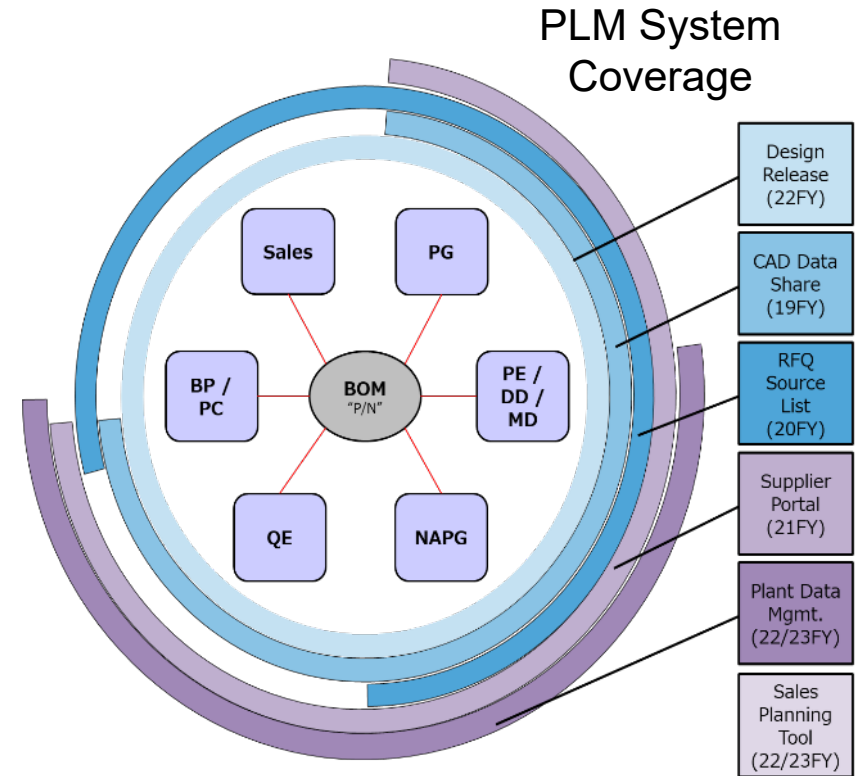 PLM System
Coverage
Design
Release
(22FY)
CAD Data
Share
(19FY)
RFQ
Source
List
(20FY)
Supplier
Portal
(21FY)
Plant Data
Mgmt.
(22/23FY)
Sales
Planning
Tool
(22/23FY)
Sales
PG
BP /
PC
BOM
"P/N"
PE /
DD /
MD
QE
NAPG